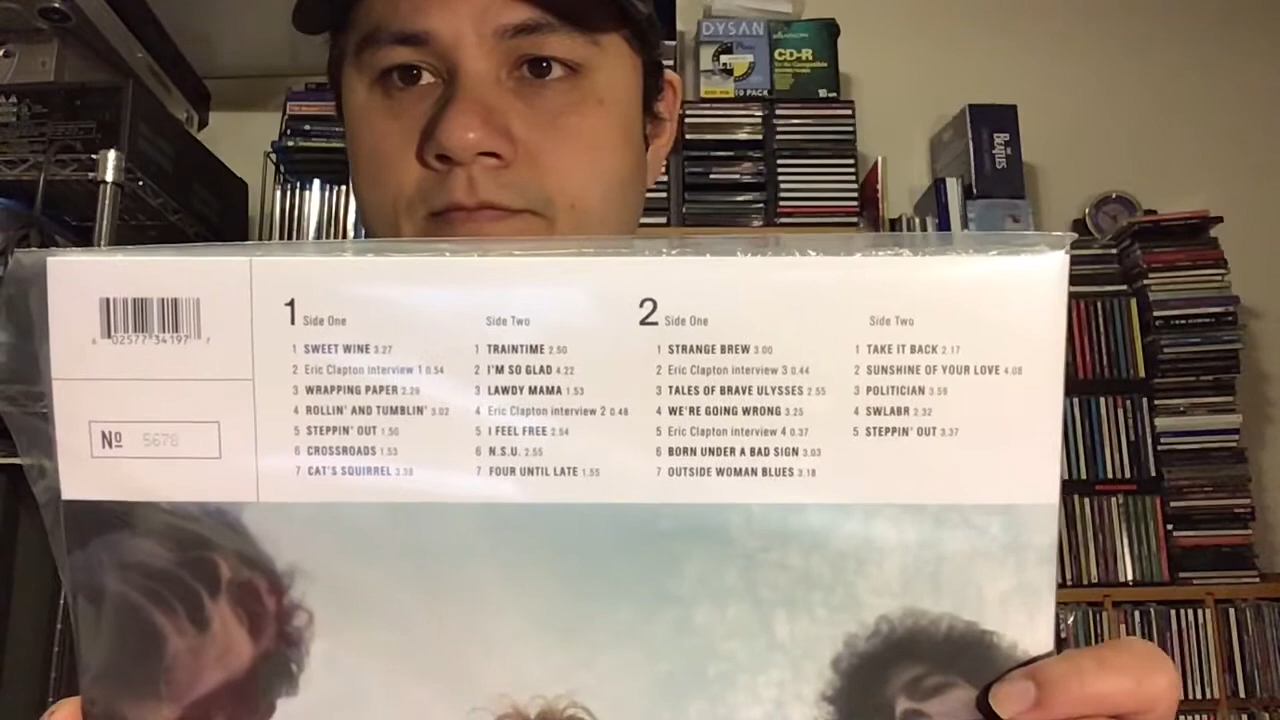 DYSAN
10 PACK
CD-R
10 PACK
THE BEATLES
6 02577 34197 7
Nº 5678
1 Side One
1 SWEET WINE 3.27
2 Eric Clapton interview 1 0.54
3 WRAPPING PAPER 2.29
4 ROLLIN' AND TUMBLIN' 3.02
5 STEPPIN' OUT 1.50
6 CROSSROADS 1.53
7 CAT'S SQUIRREL 3.38
Side Two
1 TRAINTIME 2.50
2 I'M SO GLAD 4.22
3 LAWDY MAMA 1.53
4 Eric Clapton interview 2 0.48
5 I FEEL FREE 2.54
6 N.S.U. 2.55
7 FOUR UNTIL LATE 1.55
2 Side One
1 STRANGE BREW 3.00
2 Eric Clapton interview 3 0.44
3 TALES OF BRAVE ULYSSES 2.55
4 WE'RE GOING WRONG 3.25
5 Eric Clapton interview 4 0.37
6 BORN UNDER A BAD SIGN 3.03
7 OUTSIDE WOMAN BLUES 3.18
Side Two
1 TAKE IT BACK 2.17
2 SUNSHINE OF YOUR LOVE 4.08
3 POLITICIAN 3.59
4 SWLABR 2.32
5 STEPPIN' OUT 3.37